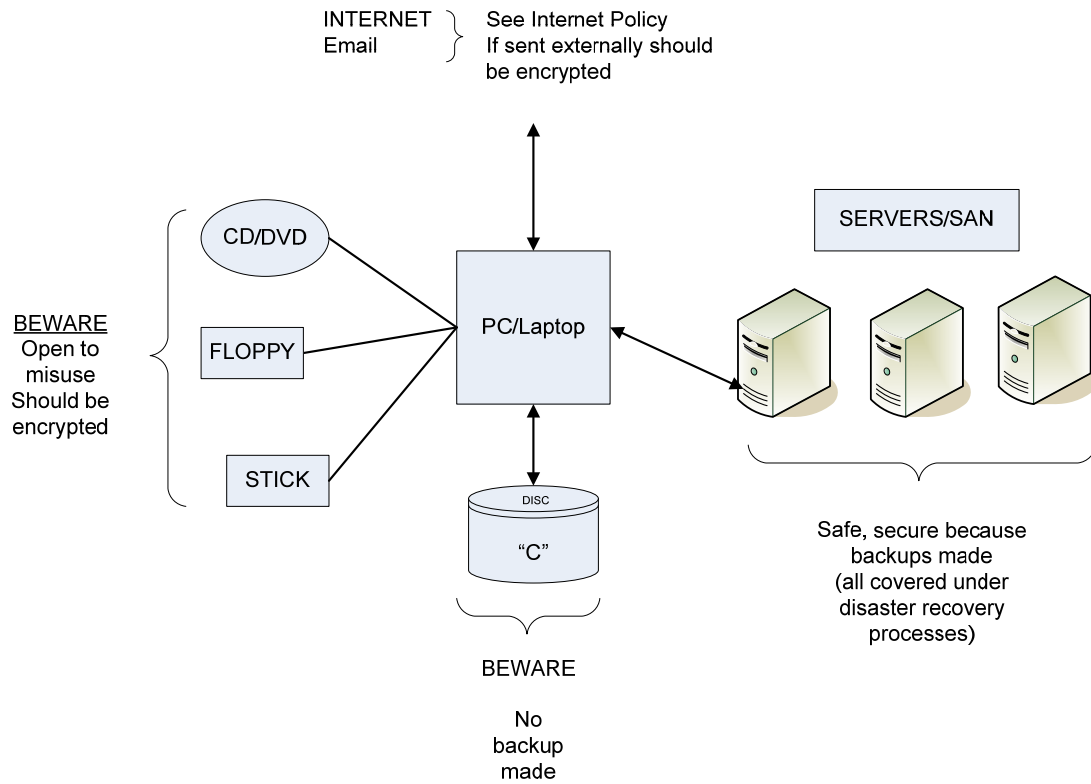 INTERNET
Email
See Internet Policy
If sent externally should
be encrypted
SERVERS/SAN
CD/DVD
FLOPPY
STICK
BEWARE
Open to
misuse
Should be
encrypted
PC/Laptop
DISC
“C”
Safe, secure because
backups made
(all covered under
disaster recovery
processes)
BEWARE
No
backup
made